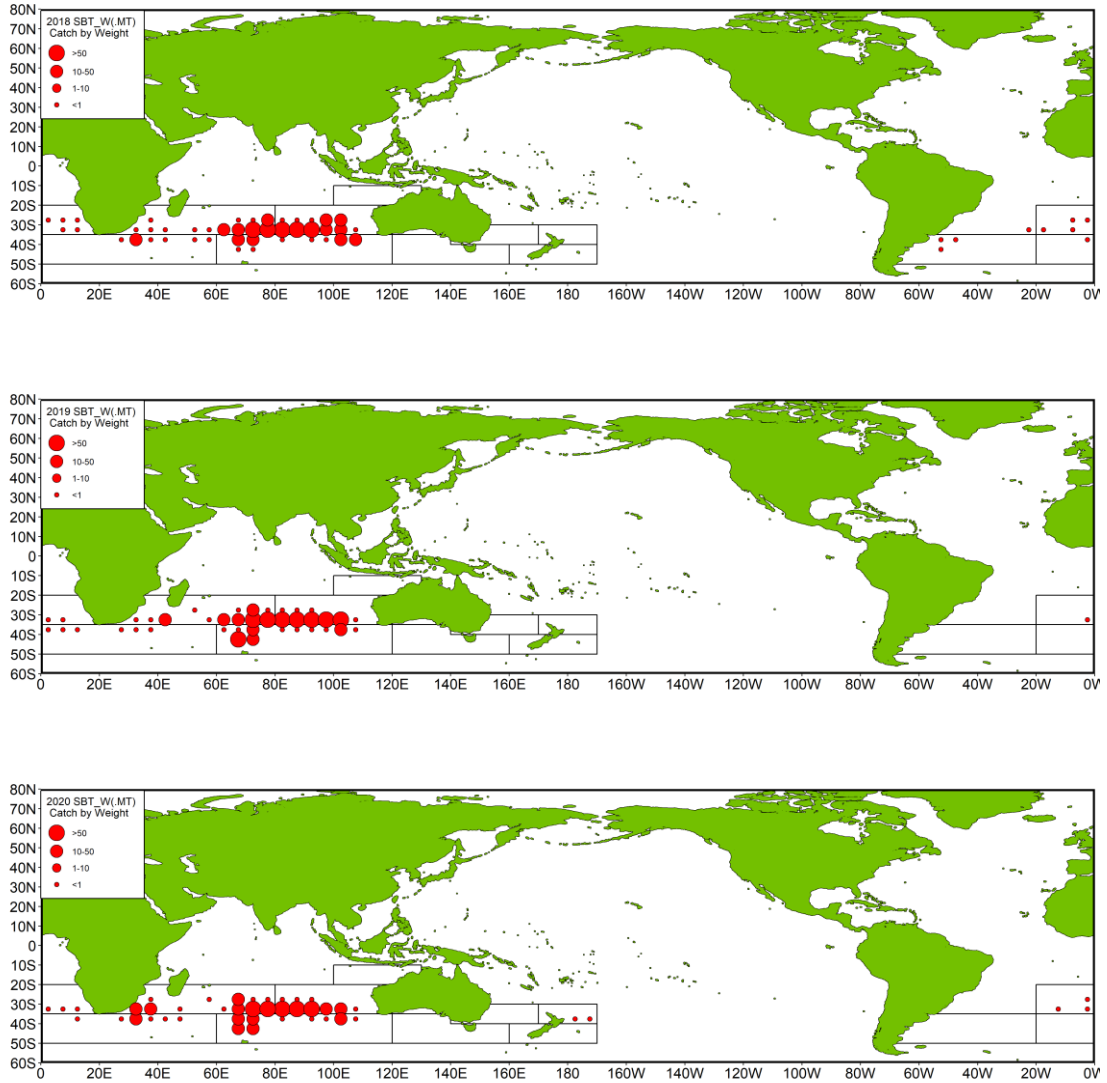 80N
70N
60N
50N
40N
30N
20N
10N
0
10S
20S
30S
40S
50S
60S
2018 SBT_W(.MT)
Catch by Weight
>50
10-50
1-10
<1
0 20E 40E 60E 80E 100E 120E 140E 160E 180 160W 140W 120W 100W 80W 60W 40W 20W 0W
80N
70N
60N
50N
40N
30N
20N
10N
0
10S
20S
30S
40S
50S
60S
2019 SBT_W(.MT)
Catch by Weight
>50
10-50
1-10
<1
0 20E 40E 60E 80E 100E 120E 140E 160E 180 160W 140W 120W 100W 80W 60W 40W 20W 0W
80N
70N
60N
50N
40N
30N
20N
10N
0
10S
20S
30S
40S
50S
60S
2020 SBT_W(.MT)
Catch by Weight
>50
10-50
1-10
<1
0 20E 40E 60E 80E 100E 120E 140E 160E 180 160W 140W 120W 100W 80W 60W 40W 20W 0W